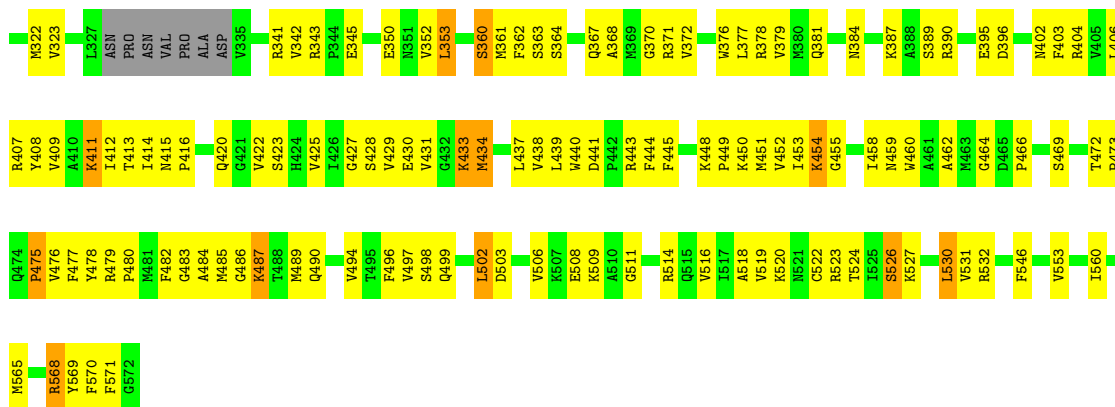 M322 V323 L327 ASN PRO ASN VAL PRO ALA ASP V335 R341 V342 R343 P344 E345 E350 N351 V352 L353 S360 M361 F362 S363 S364 Q367 A368 M369 G370 R371 V372 W376 L377 R378 V379 M380 Q381 N384 K387 A388 S389 R390 E395 D396 N402 F403 R404 V405
R407 Y408 V409 A410 K411 I412 T413 I414 N415 P416 Q420 G421 V422 S423 H424 V425 I426 G427 S428 V429 E430 V431 G432 K433 M434 L437 V438 L439 W440 D441 P442 R443 F444 F445 K448 P449 K450 M451 V452 I453 K454 G455 I458 N459 W460 A461 A462 M463 G464 D465 P466 S469 T472
Q474 P475 V476 F477 Y478 R479 P480 M481 F482 G483 A484 M485 G486 K487 T488 M489 Q490 V494 T495 F496 V497 S498 Q499 L502 D503 V506 K507 E508 K509 A510 G511 R514 Q515 V516 I517 A518 V519 K520 N521 C522 R523 T524 I525 S526 K527 L530 V531 R532 F546 V553 I560
M565 R568 Y569 F570 F571 G572